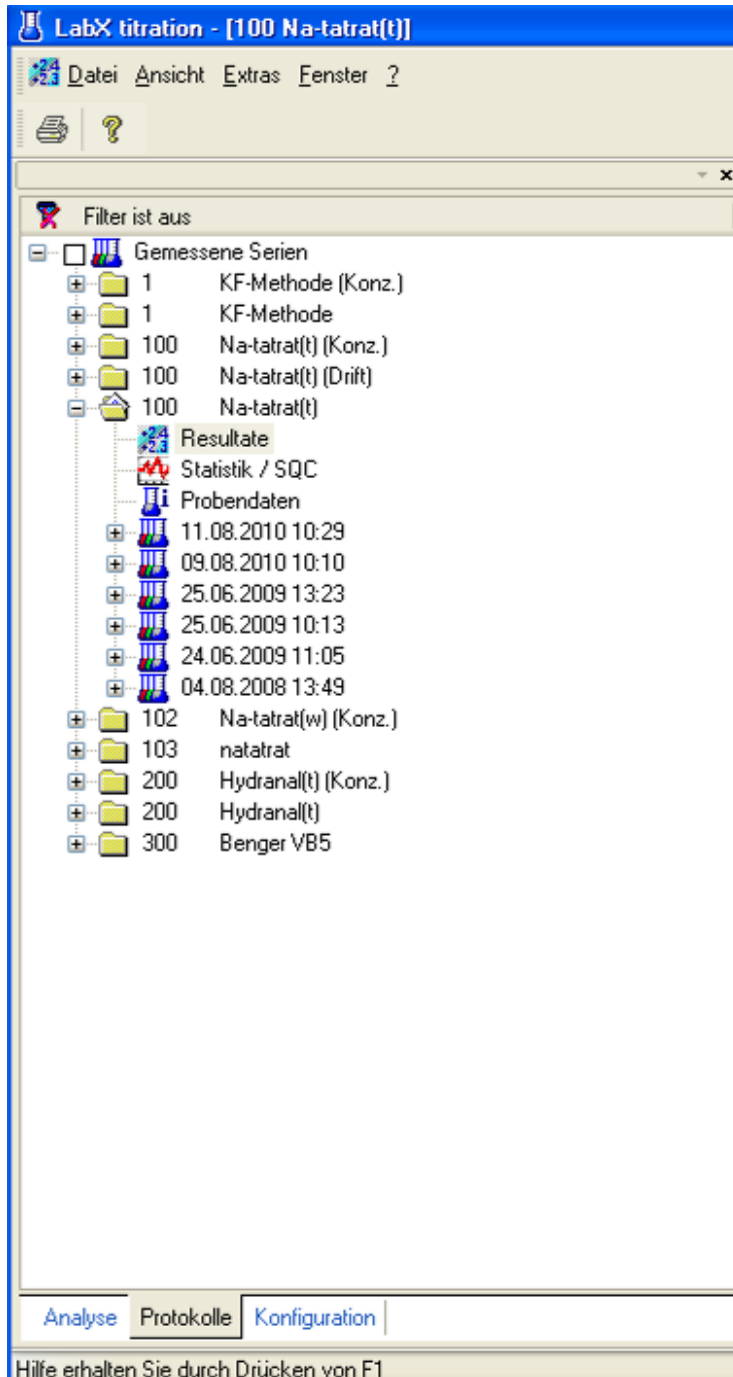 LabX titration - [100 Na-tatrat(t)]
Datei Ansicht Extras Fenster ?
Filter ist aus
Gemessene Serien
1 KF-Methode (Konz.)
1 KF-Methode
100 Na-tatrat(t) (Konz.)
100 Na-tatrat(t) (Drift)
100 Na-tatrat(t)
Resultate
Statistik / SQC
Probendaten
11.08.2010 10:29
09.08.2010 10:10
25.06.2009 13:23
25.06.2009 10:13
24.06.2009 11:05
04.08.2008 13:49
102 Na-tatrat(w) (Konz.)
103 natatrat
200 Hydranal(t) (Konz.)
200 Hydranal(t)
300 Benger VB5
Analyse Protokolle Konfiguration
Hilfe erhalten Sie durch Drücken von F1